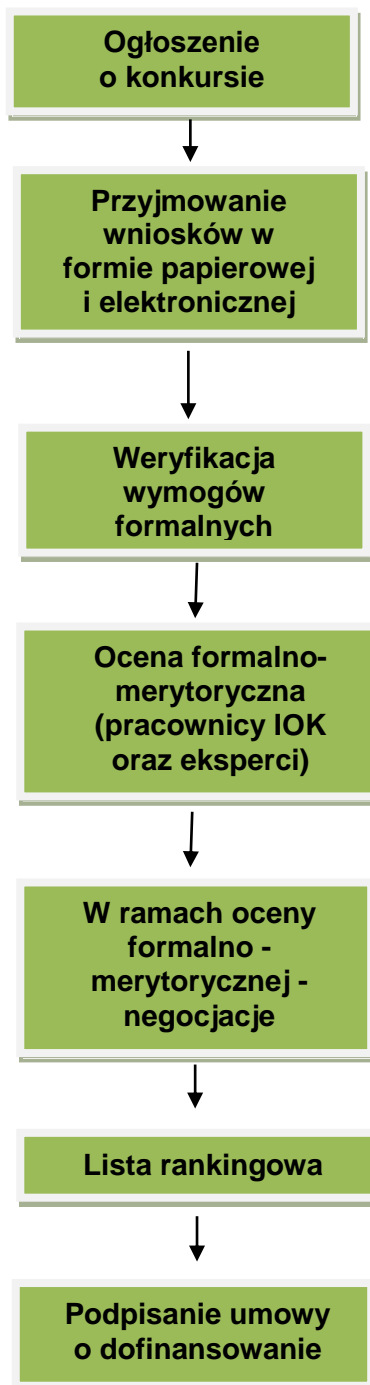 Ogłoszenie
o konkursie
Przyjmowanie
wniosków w
formie papierowej
i elektronicznej
Weryfikacja
wymogów
formalnych
Ocena formalno-
merytoryczna
(pracownicy IOK
oraz eksperci)
W ramach oceny
formalno -
merytorycznej -
negocjacje
Lista rankingowa
Podpisanie umowy
o dofinansowanie